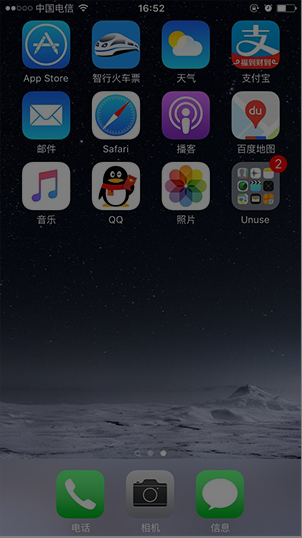 中国电信 16:52
App Store 智行火车票 天气 支付宝
福到财到
du
邮件 Safari 播客 百度地图
2
音乐 QQ 照片 Unuse
电话 相机 信息